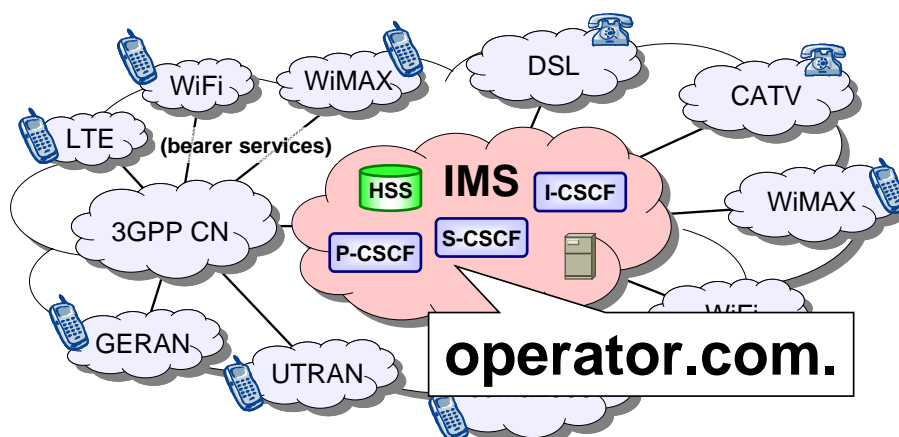 DSL
WiFi
WiMAX
CATV
LTE
(bearer services)
IMS
HSS
I-CSCF
WiMAX
3GPP CN
S-CSCF
P-CSCF
WiFi
GERAN
operator.com.
UTRAN